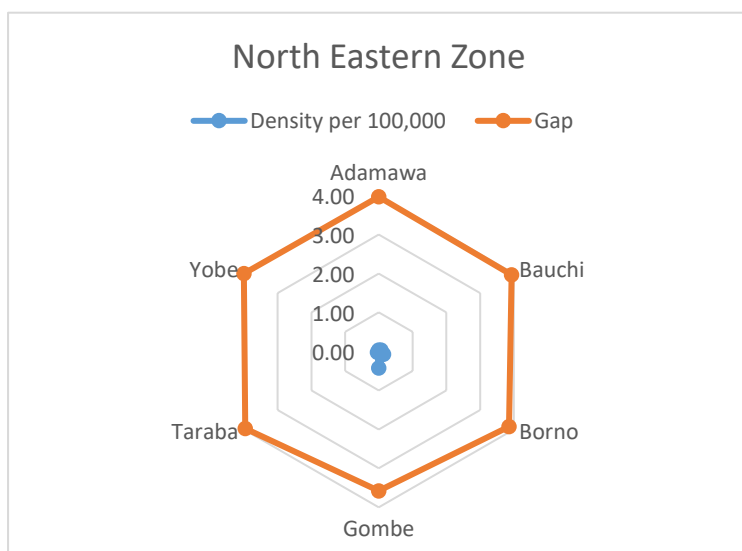 North Eastern Zone
Density per 100,000 Gap
Adamawa
4.00
3.00
Yobe Bauchi
2.00
1.00
0.00
Taraba Borno
Gombe